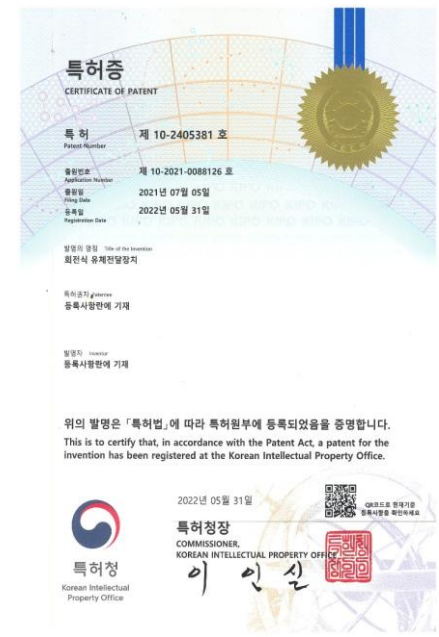 특허증
CERTIFICATE OF PATENT
특 허 제 10-2405381 호
Patent Number
출원번호 제 10-2021-0088126 호
Application Number
출원일 2021년 07월 05일
Filing Date
등록일 2022년 05월 31일
Registration Date
발명의 명칭 Title of the Invention
회전식 유체전달장치
특허권자 Patentee
등록사항란에 기재
발명자 Inventor
등록사항란에 기재
위의 발명은 「특허법」에 따라 특허원부에 등록되었음을 증명합니다.
This is to certify that, in accordance with the Patent Act, a patent for the
invention has been registered at the Korean Intellectual Property Office.
2022년 05월 31일
QR코드로 현재기준
등록사항을 확인하세요
특허청장
COMMISSIONER,
KOREAN INTELLECTUAL PROPERTY OFFICE
이 인 실
특허청
Korean Intellectual
Property Office